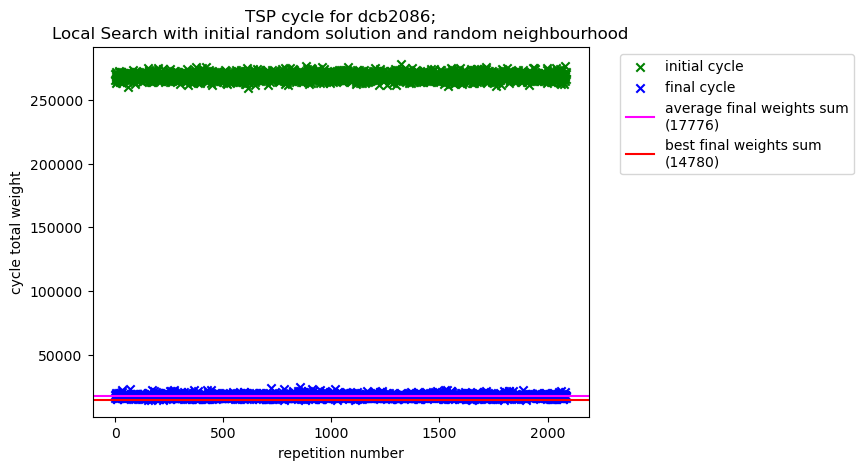 TSP cycle for dcb2086;
Local Search with initial random solution and random neighbourhood
cycle total weight
250000
200000
150000
100000
50000
0
500
1000
1500
2000
repetition number
initial cycle
final cycle
average final weights sum
(17776)
best final weights sum
(14780)